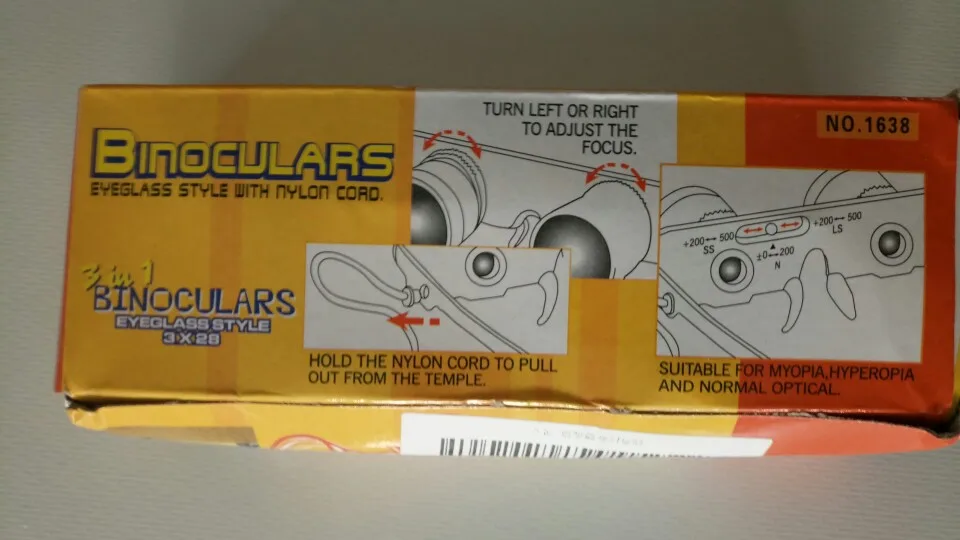 BINOCULARS
EYEGLASS STYLE WITH NYLON CORD.
3 in 1
BINOCULARS
EYEGLASS STYLE
3 X 28
TURN LEFT OR RIGHT
TO ADJUST THE
FOCUS.
HOLD THE NYLON CORD TO PULL
OUT FROM THE TEMPLE.
NO.1638
+200↔500
SS
±0↔200
N
+200↔500
LS
SUITABLE FOR MYOPIA,HYPEROPIA
AND NORMAL OPTICAL.